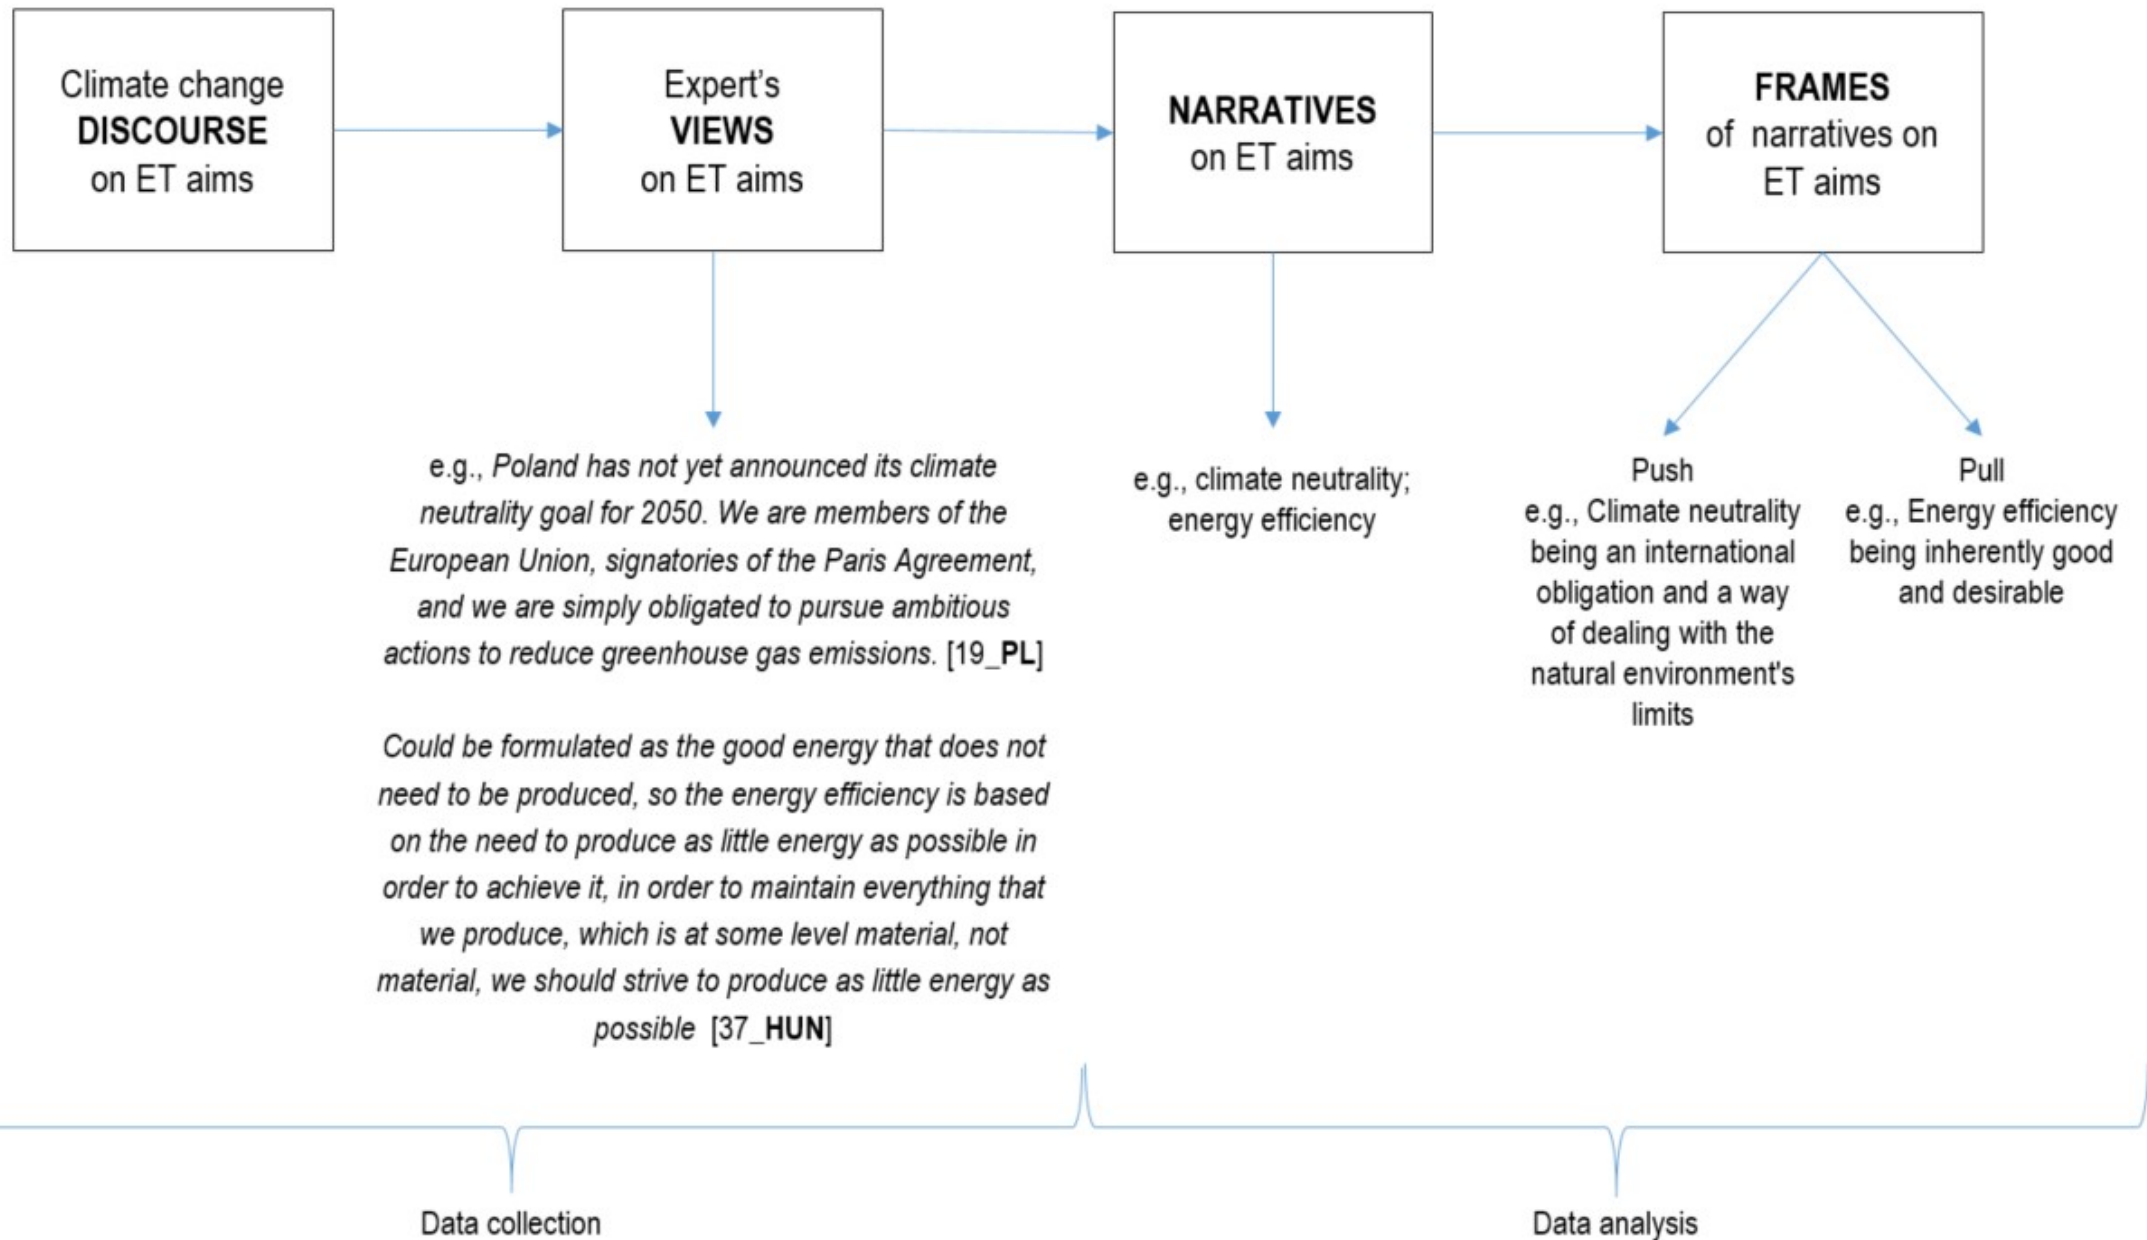 Climate change
DISCOURSE
on ET aims
Expert's
VIEWS
on ET aims
NARRATIVES
on ET aims
FRAMES
of narratives on
ET aims
e.g., Poland has not yet announced its climate
neutrality goal for 2050. We are members of the
European Union, signatories of the Paris Agreement,
and we are simply obligated to pursue ambitious
actions to reduce greenhouse gas emissions. [19_PL]
Could be formulated as the good energy that does not
need to be produced, so the energy efficiency is based
on the need to produce as little energy as possible in
order to achieve it, in order to maintain everything that
we produce, which is at some level material, not
material, we should strive to produce as little energy as
possible [37_HUN]
e.g., climate neutrality;
energy efficiency
Push
e.g., Climate neutrality
being an international
obligation and a way
of dealing with the
natural environment's
limits
Pull
e.g., Energy efficiency
being inherently good
and desirable
Data collection
Data analysis